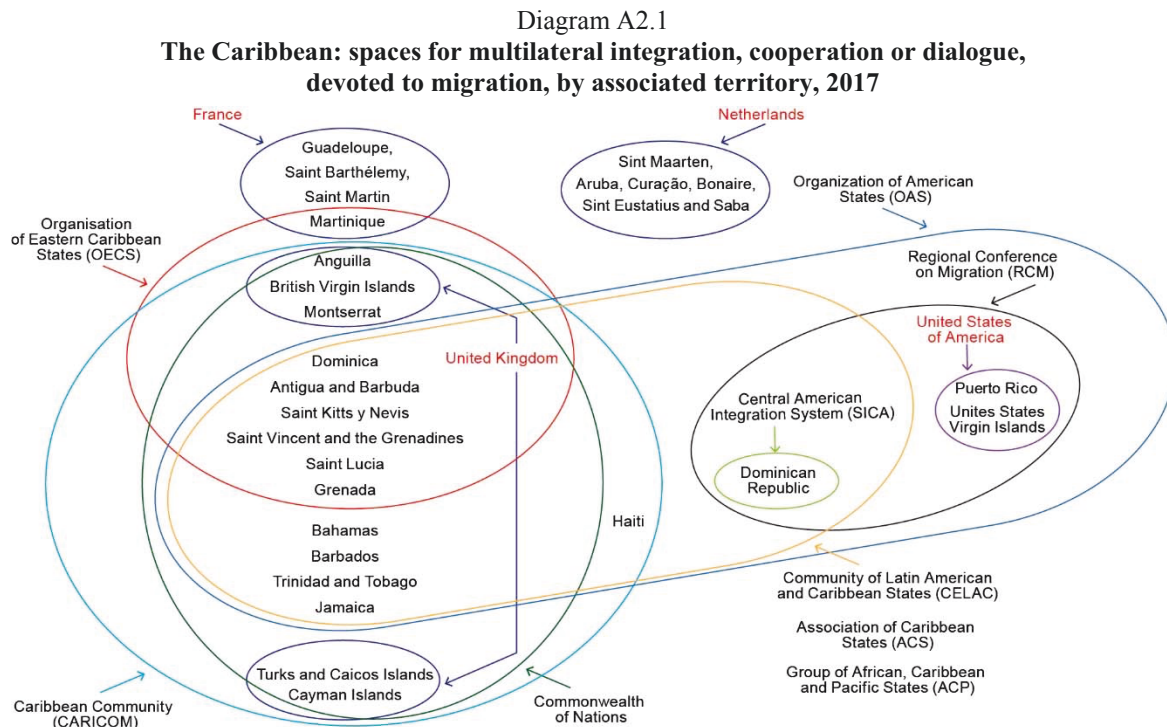 Diagram A2.1
The Caribbean: spaces for multilateral integration, cooperation or dialogue,
devoted to migration, by associated territory, 2017
France
Guadeloupe,
Saint Barthélemy,
Saint Martin
Martinique
Netherlands
Sint Maarten,
Aruba, Curaçao, Bonaire,
Sint Eustatius and Saba
Organization of American
States (OAS)
Organisation
of Eastern Caribbean
States (OECS)
Regional Conference
on Migration (RCM)
Anguilla
British Virgin Islands
Montserrat
United Kingdom
United States
of America
Puerto Rico
Unites States
Virgin Islands
Dominica
Antigua and Barbuda
Saint Kitts y Nevis
Saint Vincent and the Grenadines
Saint Lucia
Grenada
Central American
Integration System (SICA)
Dominican
Republic
Haiti
Bahamas
Barbados
Trinidad and Tobago
Jamaica
Community of Latin American
and Caribbean States (CELAC)
Association of Caribbean
States (ACS)
Group of African, Caribbean
and Pacific States (ACP)
Turks and Caicos Islands
Cayman Islands
Caribbean Community
(CARICOM)
Commonwealth
of Nations